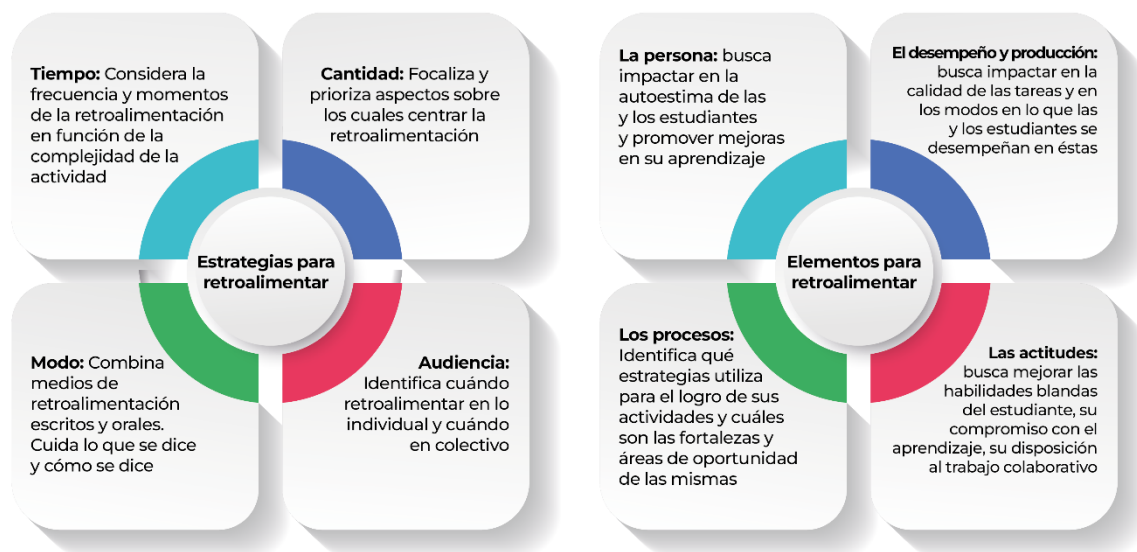 Tiempo: Considera la
frecuencia y momentos
de la retroalimentación
en función de la
complejidad de la
actividad
Cantidad: Focaliza y
prioriza aspectos sobre
los cuales centrar la
retroalimentación
Estrategias para
retroalimentar
Modo: Combina
medios de
retroalimentación
escritos y orales.
Cuida lo que se dice
y cómo se dice
Audiencia:
Identifica cuándo
retroalimentar en lo
individual y cuándo
en colectivo
La persona: busca
impactar en la
autoestima de las
y los estudiantes
y promover mejoras
en su aprendizaje
El desempeño y producción:
busca impactar en la
calidad de las tareas y en
los modos en lo que las
y los estudiantes se
desempeñan en éstas
Elementos para
retroalimentar
Los procesos:
Identifica qué
estrategias utiliza
para el logro de sus
actividades y cuáles
son las fortalezas y
áreas de oportunidad
de las mismas
Las actitudes:
busca mejorar las
habilidades blandas
del estudiante, su
compromiso con el
aprendizaje, su disposición
al trabajo colaborativo